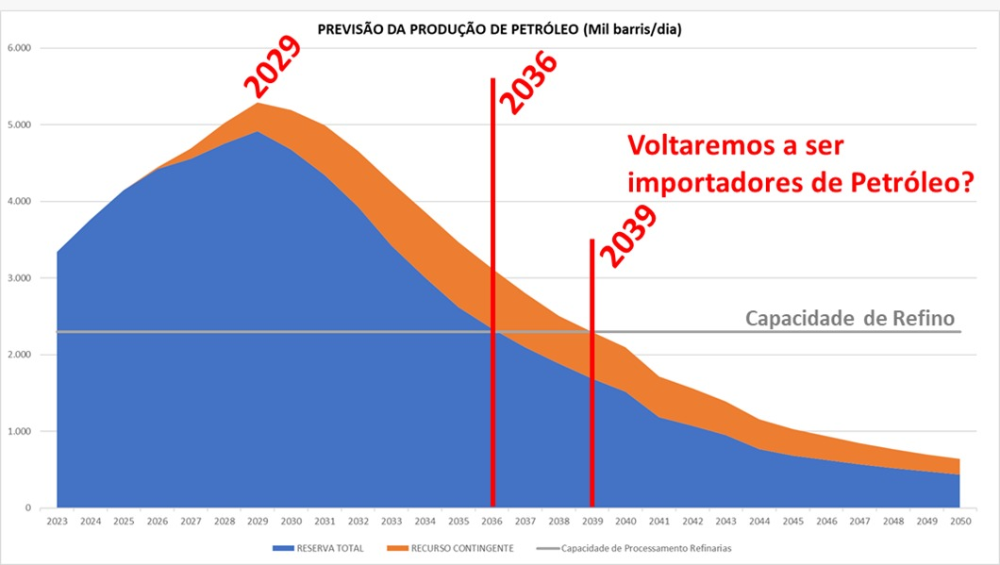 PREVISÃO DA PRODUÇÃO DE PETRÓLEO (Mil barris/dia)
6.000
5.000
4.000
3.000
2.000
1.000
0
2029
2036
Voltaremos a ser
importadores de Petróleo?
2039
Capacidade de Refino
2023 2024 2025 2026 2027 2028 2029 2030 2031 2032 2033 2034 2035 2036 2037 2038 2039 2040 2041 2042 2043 2044 2045 2046 2047 2048 2049 2050
RESERVA TOTAL RECURSO CONTINGENTE Capacidade de Processamento Refinarias